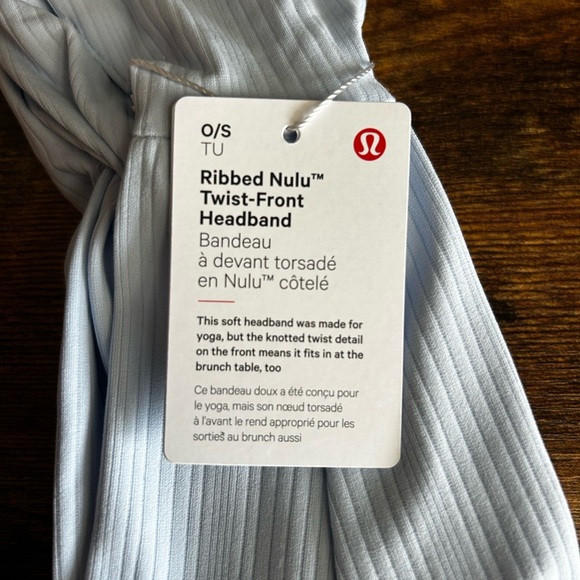 O/S
TU
Ribbed Nulu™
Twist-Front
Headband
Bandeau
à devant torsadé
en Nulu™ côtelé
This soft headband was made for
yoga, but the knotted twist detail
on the front means it fits in at the
brunch table, too
Ce bandeau doux a été conçu pour
le yoga, mais son nœud torsadé
à l'avant le rend approprié pour les
sorties au brunch aussi